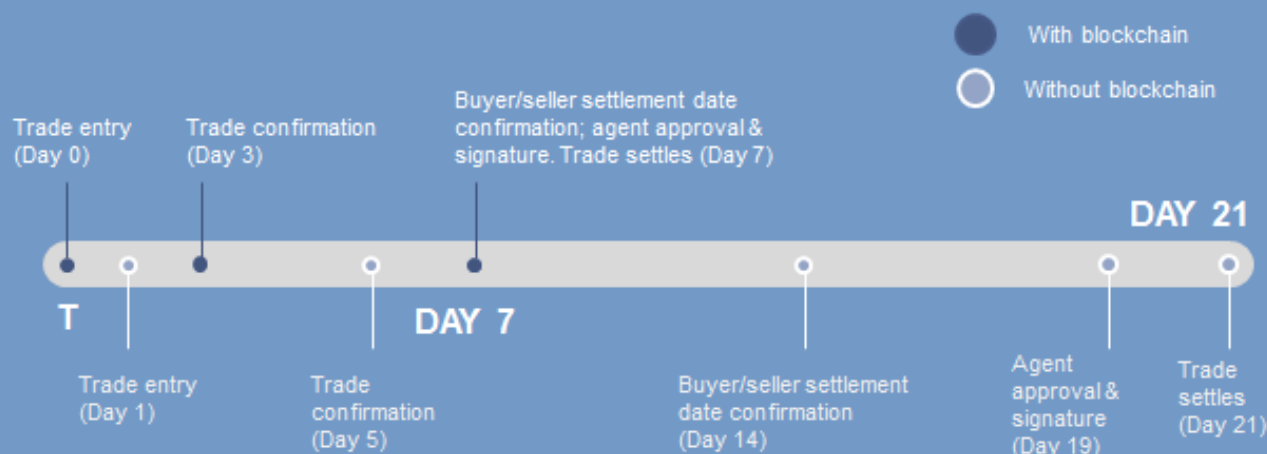 With blockchain
Without blockchain
Trade entry
(Day 0)
Trade confirmation
(Day 3)
Buyer/seller settlement date
confirmation; agent approval &
signature. Trade settles (Day 7)
DAY 21
T
DAY 7
Trade entry
(Day 1)
Trade
confirmation
(Day 5)
Buyer/seller settlement
date confirmation
(Day 14)
Agent
approval &
signature
(Day 19)
Trade
settles
(Day 21)